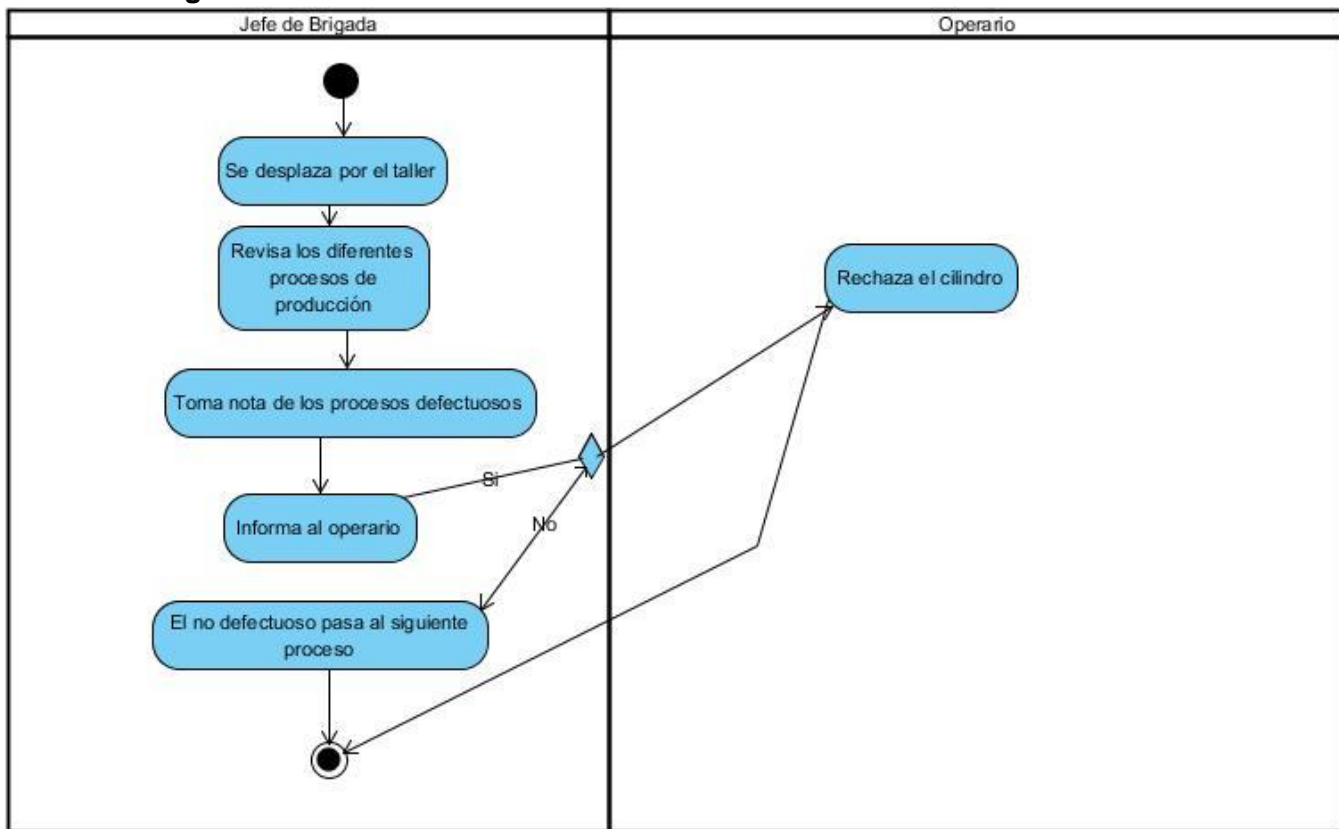 Jefe de Brigada
Operario
Se desplaza por el taller
Revisa los diferentes
procesos de
producción
Rechaza el cilindro
Toma nota de los procesos defectuosos
Si
Informa al operario
No
El no defectuoso pasa al siguiente
proceso